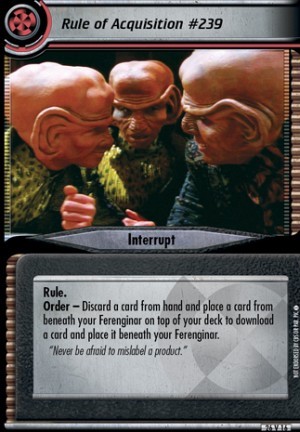 Rule of Acquisition #239
Interrupt
Rule.
Order – Discard a card from hand and place a card from
beneath your Ferenginar on top of your deck to download
a card and place it beneath your Ferenginar.
"Never be afraid to mislabel a product."
26 V 16